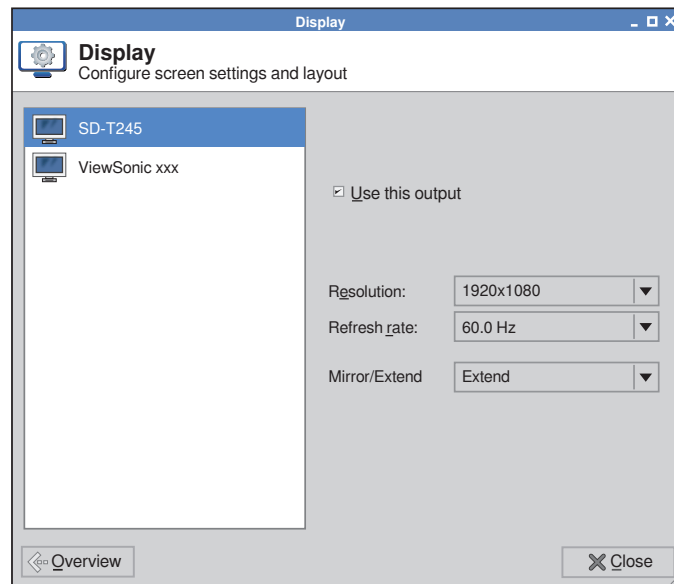 Display
Display
Configure screen settings and layout
SD-T245
ViewSonic xxx
Use this output
Resolution: 1920x1080
Refresh rate: 60.0 Hz
Mirror/Extend Extend
Overview Close